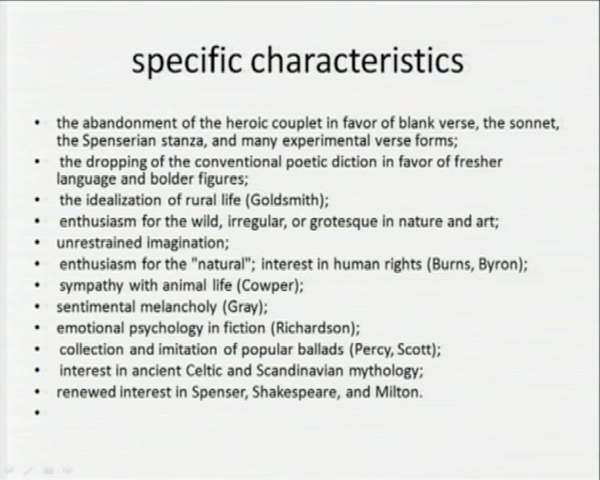 specific characteristics
• the abandonment of the heroic couplet in favor of blank verse, the sonnet,
the Spenserian stanza, and many experimental verse forms;
• the dropping of the conventional poetic diction in favor of fresher
language and bolder figures;
• the idealization of rural life (Goldsmith);
• enthusiasm for the wild, irregular, or grotesque in nature and art;
• unrestrained imagination;
• enthusiasm for the "natural"; interest in human rights (Burns, Byron);
• sympathy with animal life (Cowper);
• sentimental melancholy (Gray);
• emotional psychology in fiction (Richardson);
• collection and imitation of popular ballads (Percy, Scott);
• interest in ancient Celtic and Scandinavian mythology;
• renewed interest in Spenser, Shakespeare, and Milton.
•